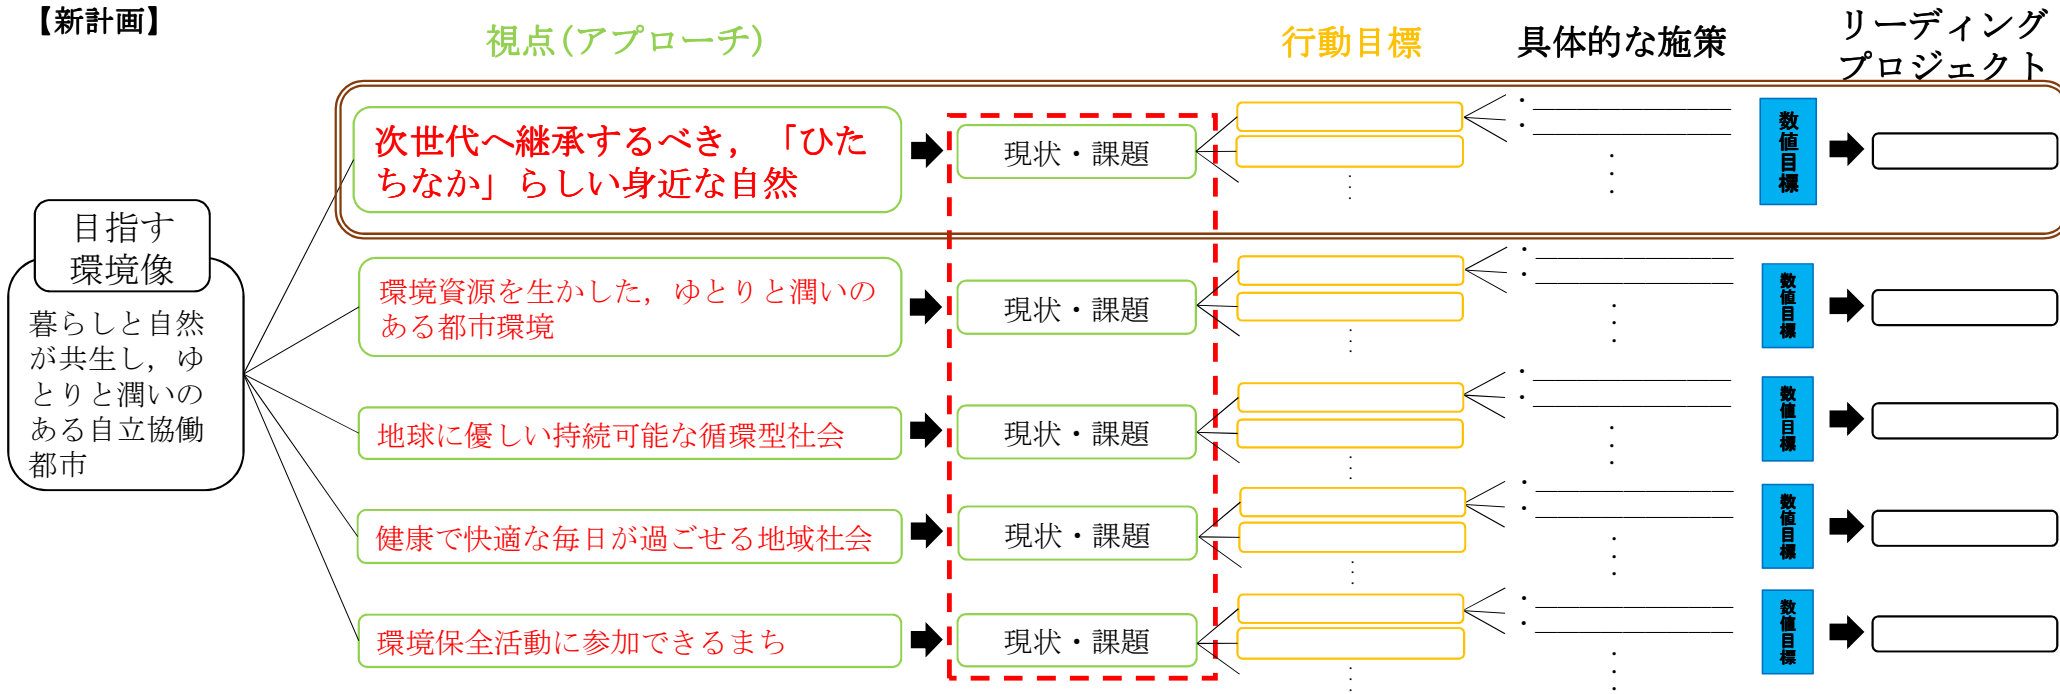 【新計画】
視点(アプローチ)
行動目標
具体的な施策
リーディング
プロジェクト
目指す
環境像
暮らしと自然
が共生し，ゆ
とりと潤いの
ある自立協働
都市
次世代へ継承するべき，「ひた
ちなか」らしい身近な自然
現状・課題
数値目標
環境資源を生かした，ゆとりと潤いの
ある都市環境
現状・課題
数値目標
地球に優しい持続可能な循環型社会
現状・課題
数値目標
健康で快適な毎日が過ごせる地域社会
現状・課題
数値目標
環境保全活動に参加できるまち
現状・課題
数値目標